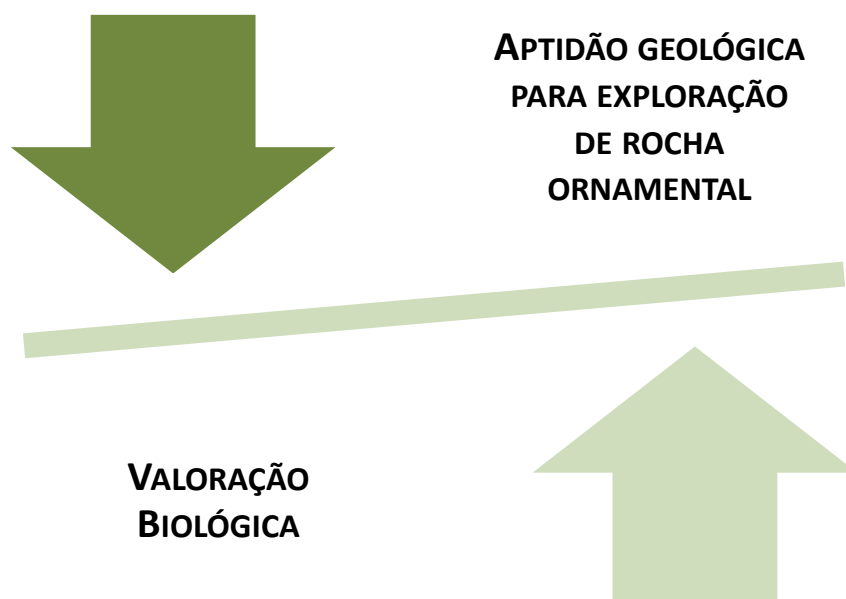 APTIDÃO GEOLÓGICA
PARA EXPLORAÇÃO
DE ROCHA
ORNAMENTAL
VALORAÇÃO
BIOLÓGICA